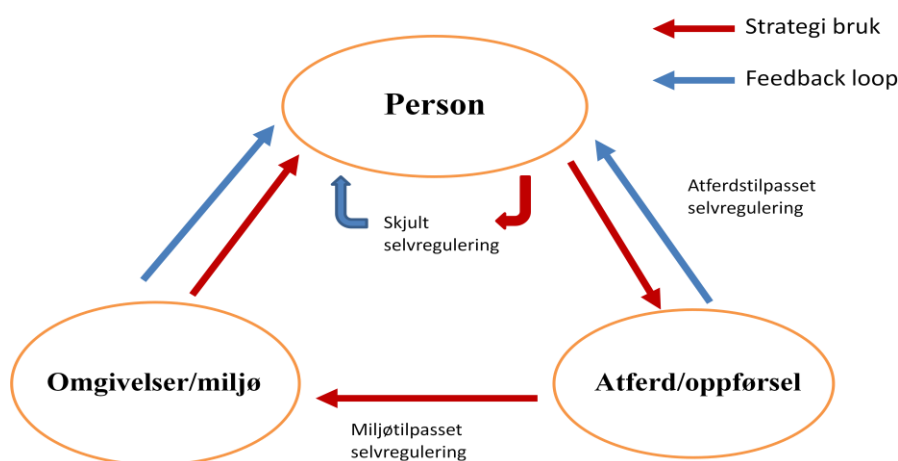 Strategi bruk
Feedback loop
Person
Atferdstilpasset
selvregulering
Skjult
selvregulering
Omgivelser/miljø
Atferd/oppførsel
Miljøtilpasset
selvregulering